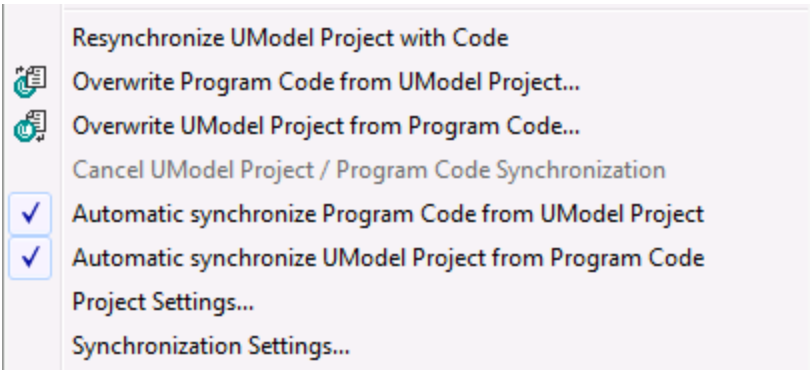 Resynchronize UModel Project with Code
Overwrite Program Code from UModel Project...
Overwrite UModel Project from Program Code...
Cancel UModel Project / Program Code Synchronization
Automatic synchronize Program Code from UModel Project
Automatic synchronize UModel Project from Program Code
Project Settings...
Synchronization Settings...